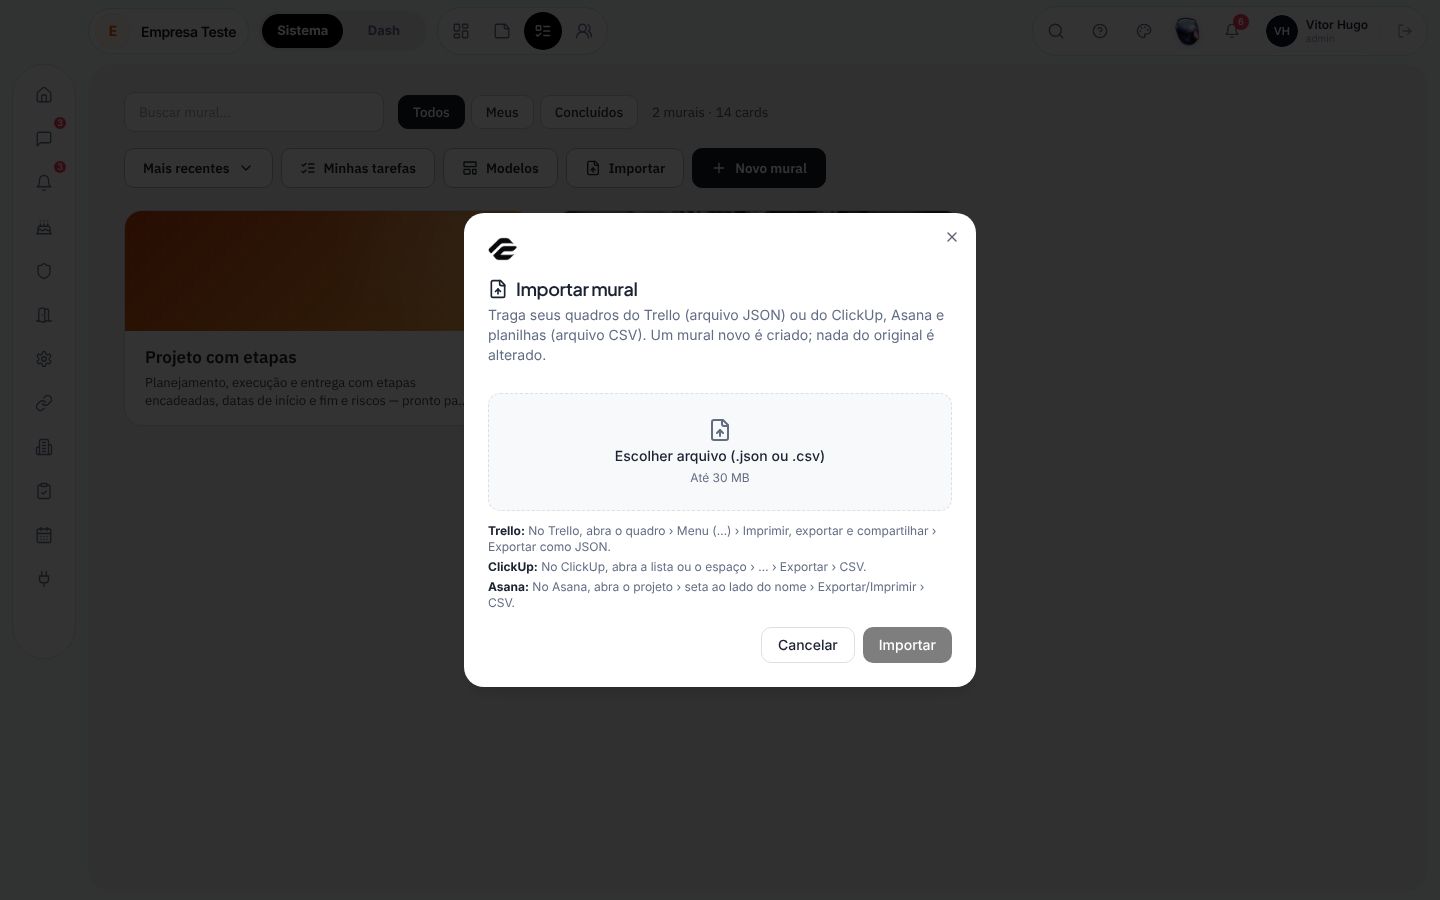 E Empresa Teste Sistema Dash 6 VH Vitor Hugo
admin
Buscar mural... Todos Meus Concluídos 2 murais · 14 cards
3
Mais recentes Minhas tarefas Modelos Importar Novo mural
3
Importar mural
Traga seus quadros do Trello (arquivo JSON) ou do ClickUp, Asana e
planilhas (arquivo CSV). Um mural novo é criado; nada do original é
alterado.
Projeto com etapas
Planejamento, execução e entrega com etapas
encadeadas, datas de início e fim e riscos — pronto pa...
Escolher arquivo (.json ou .csv)
Até 30 MB
Trello: No Trello, abra o quadro › Menu (...) › Imprimir, exportar e compartilhar ›
Exportar como JSON.
ClickUp: No ClickUp, abra a lista ou o espaço › ... › Exportar › CSV.
Asana: No Asana, abra o projeto › seta ao lado do nome › Exportar/Imprimir ›
CSV.
Cancelar Importar